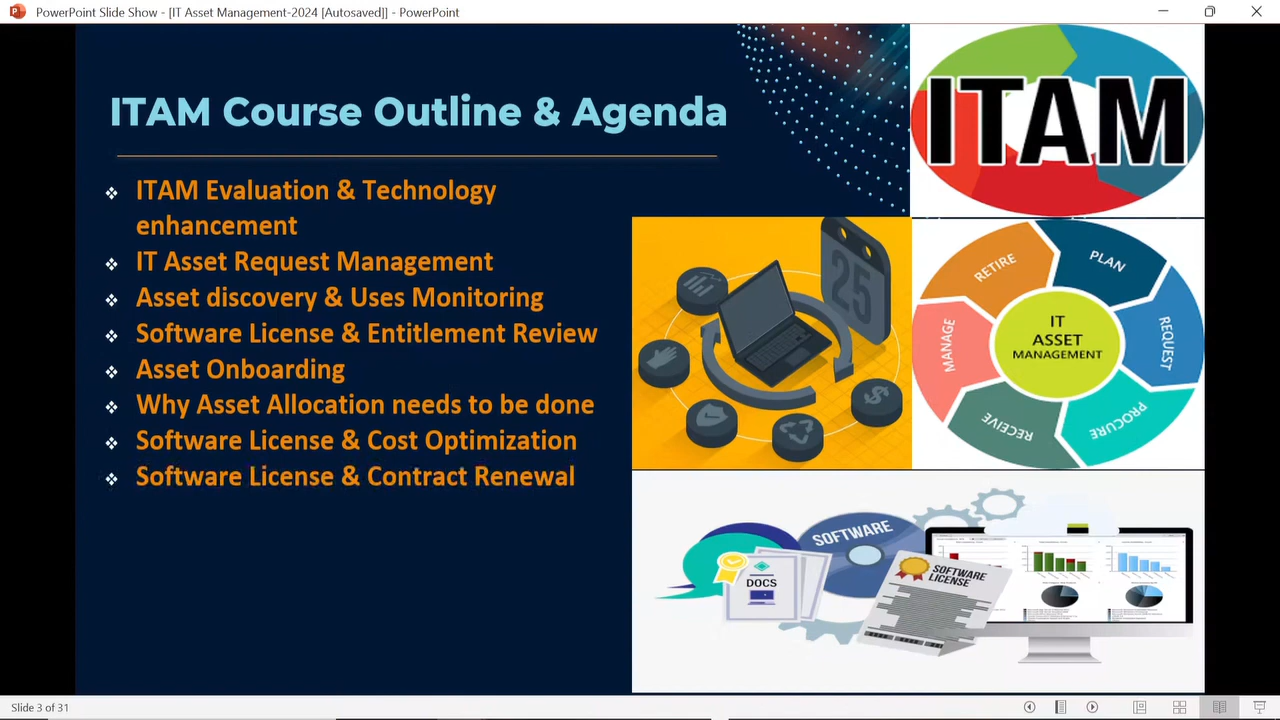 PowerPoint Slide Show - [IT Asset Management-2024 [Autosaved]] - PowerPoint
ITAM Course Outline & Agenda
ITAM Evaluation & Technology
enhancement
IT Asset Request Management
Asset discovery & Uses Monitoring
Software License & Entitlement Review
Asset Onboarding
Why Asset Allocation needs to be done
Software License & Cost Optimization
Software License & Contract Renewal
ITAM
25
$
PLAN
REQUEST
PROCURE
RECEIVE
MANAGE
RETIRE
IT
ASSET
MANAGEMENT
SOFTWARE
DOCS
SOFTWARE
LICENSE
Slide 3 of 31